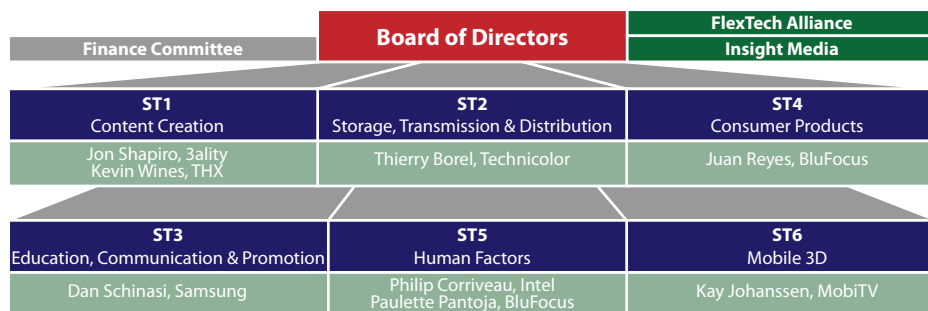 Finance Committee
Board of Directors
FlexTech Alliance
Insight Media
ST1
Content Creation
Jon Shapiro, 3ality
Kevin Wines, THX
ST2
Storage, Transmission & Distribution
Thierry Borel, Technicolor
ST4
Consumer Products
Juan Reyes, BluFocus
ST3
Education, Communication & Promotion
Dan Schinasi, Samsung
ST5
Human Factors
Philip Corriveau, Intel
Paulette Pantoja, BluFocus
ST6
Mobile 3D
Kay Johanssen, MobiTV